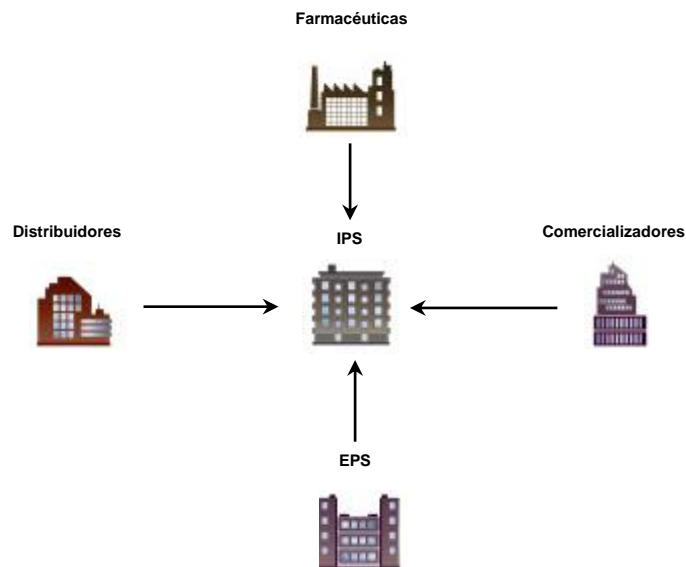 Farmacéuticas
Distribuidores
IPS
Comercializadores
EPS